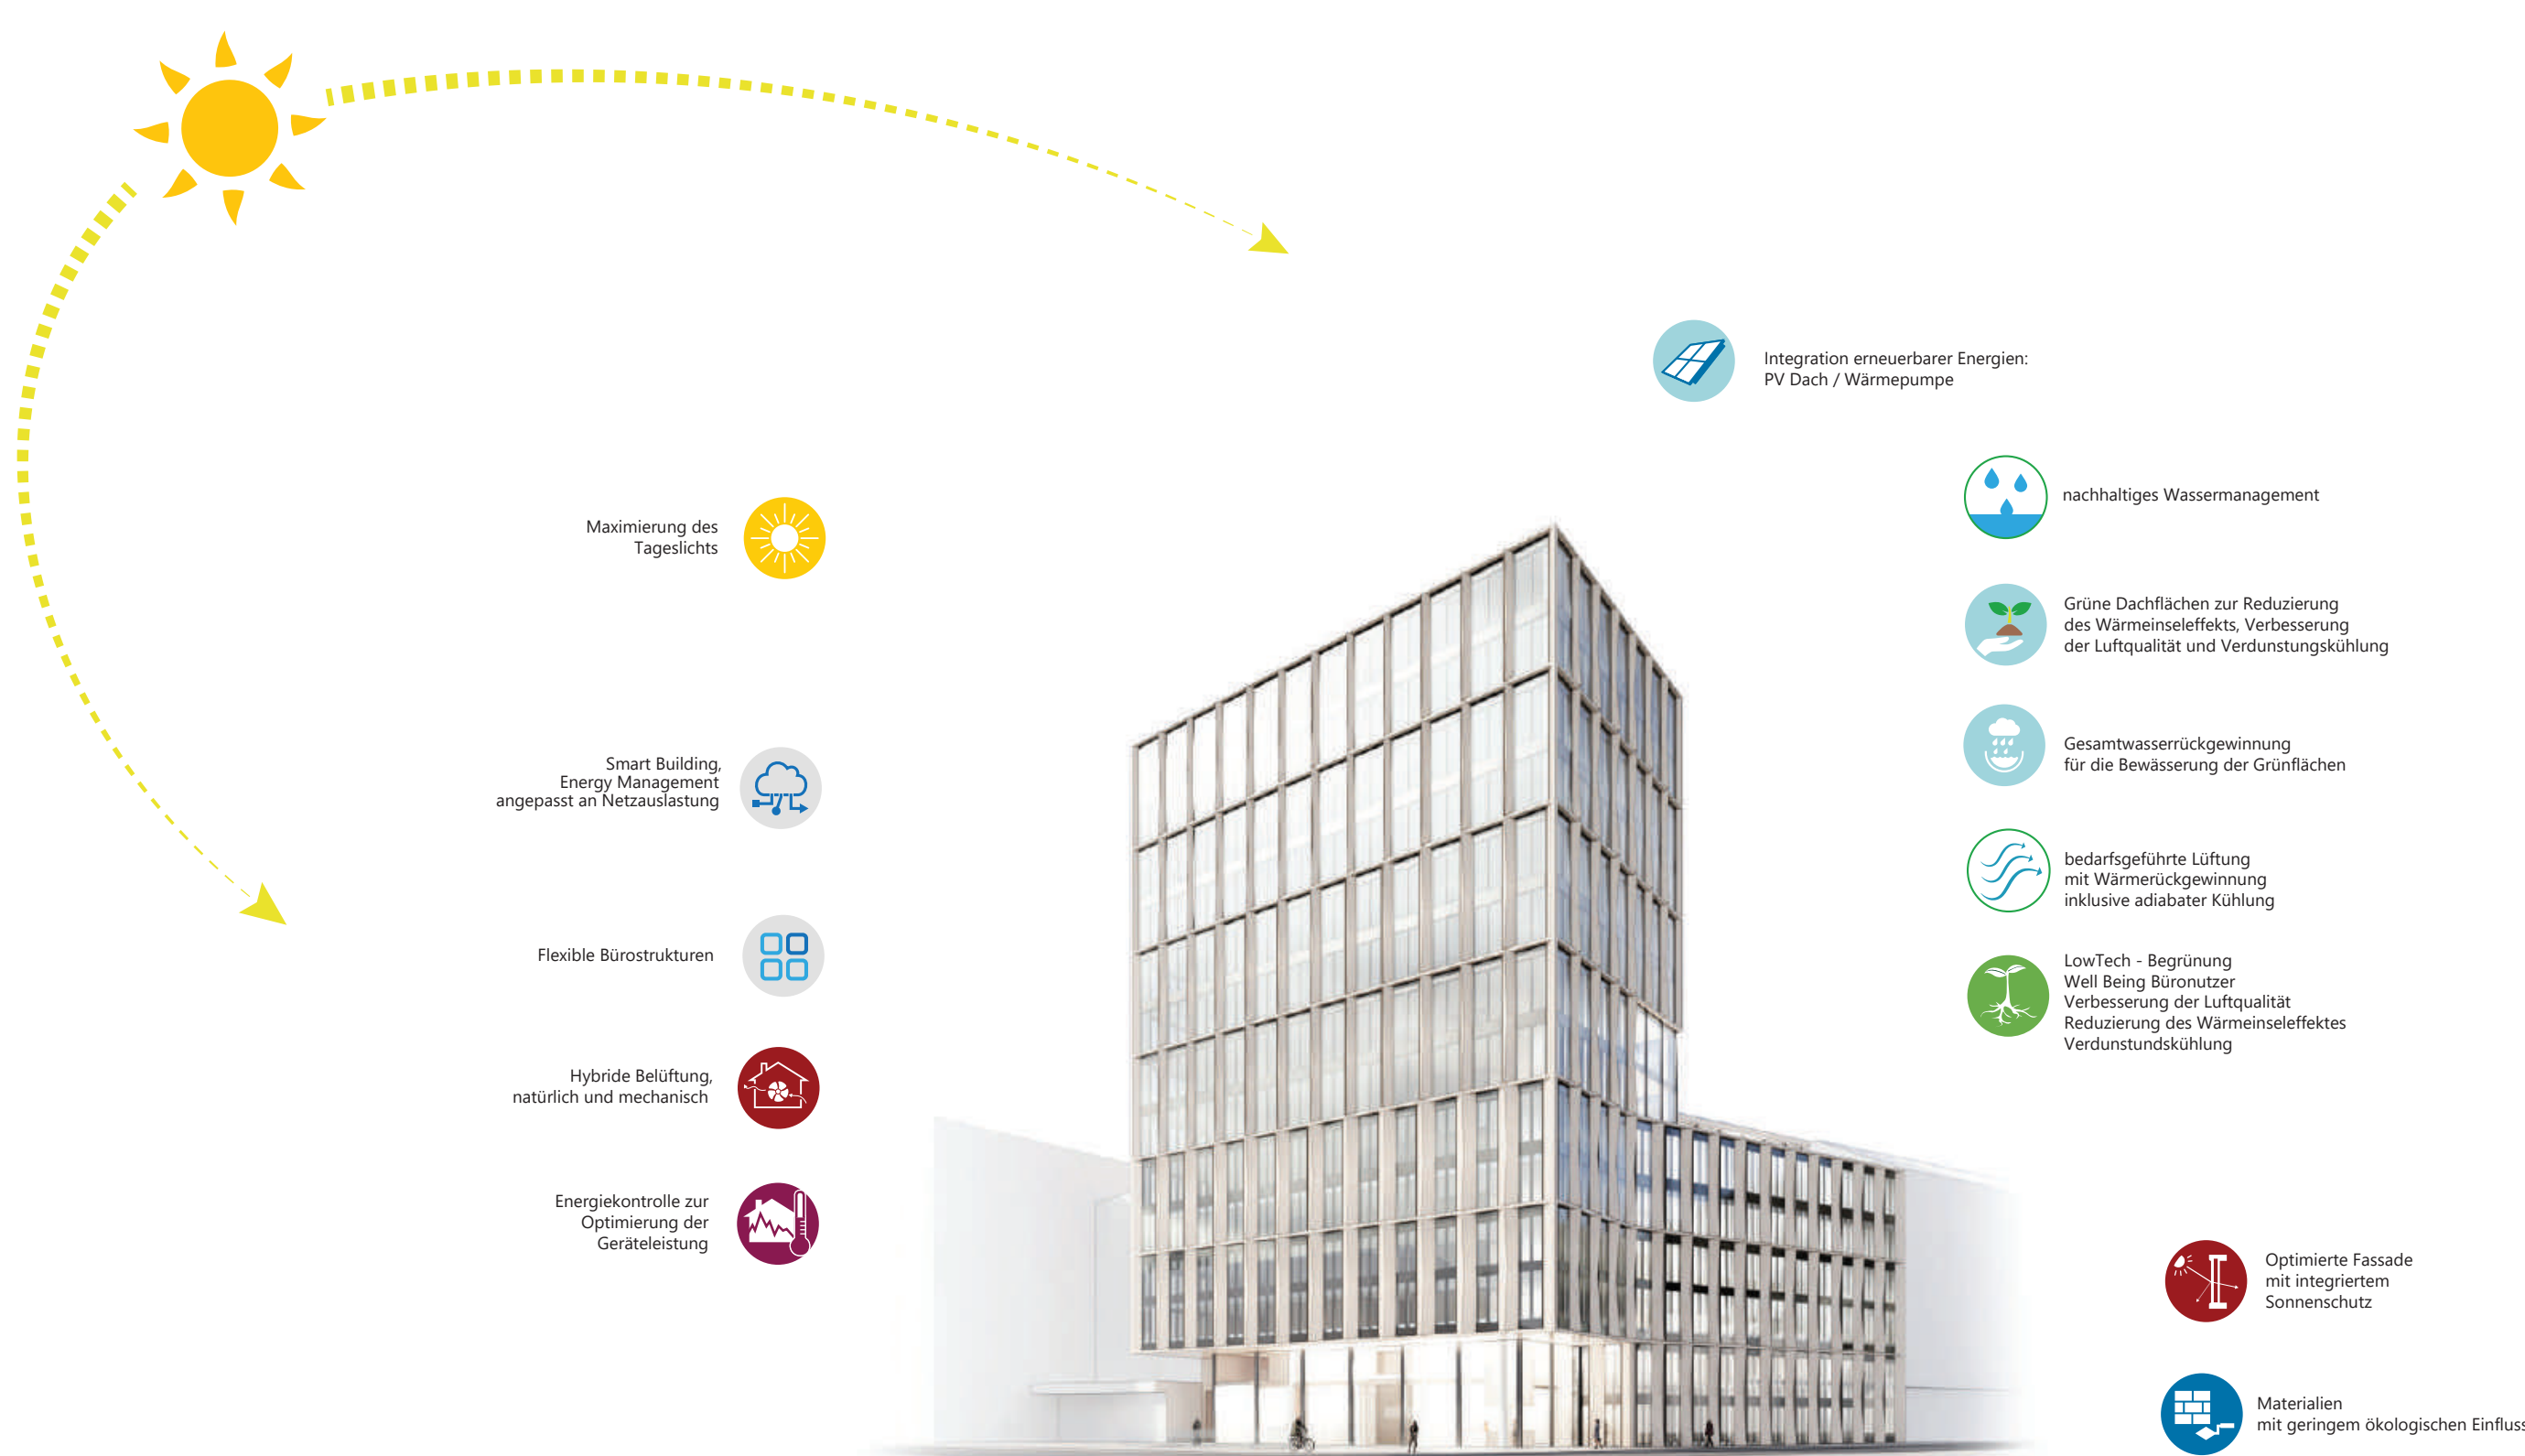 Integration erneuerbarer Energien:
PV Dach / Wärmepumpe
nachhaltiges Wassermanagement
Maximierung des
Tageslichts
Grüne Dachflächen zur Reduzierung
des Wärmeinseleffekts, Verbesserung
der Luftqualität und Verdunstungskühlung
Smart Building,
Energy Management
angepasst an Netzauslastung
Gesamtwasserrückgewinnung
für die Bewässerung der Grünflächen
bedarfsgeführte Lüftung
mit Wärmerückgewinnung
inklusive adiabater Kühlung
Flexible Bürostrukturen
LowTech - Begrünung
Well Being Büronutzer
Verbesserung der Luftqualität
Reduzierung des Wärmeinseleffektes
Verdunstundskühlung
Hybride Belüftung,
natürlich und mechanisch
Energiekontrolle zur
Optimierung der
Geräteleistung
Optimierte Fassade
mit integriertem
Sonnenschutz
Materialien
mit geringem ökologischen Einfluss